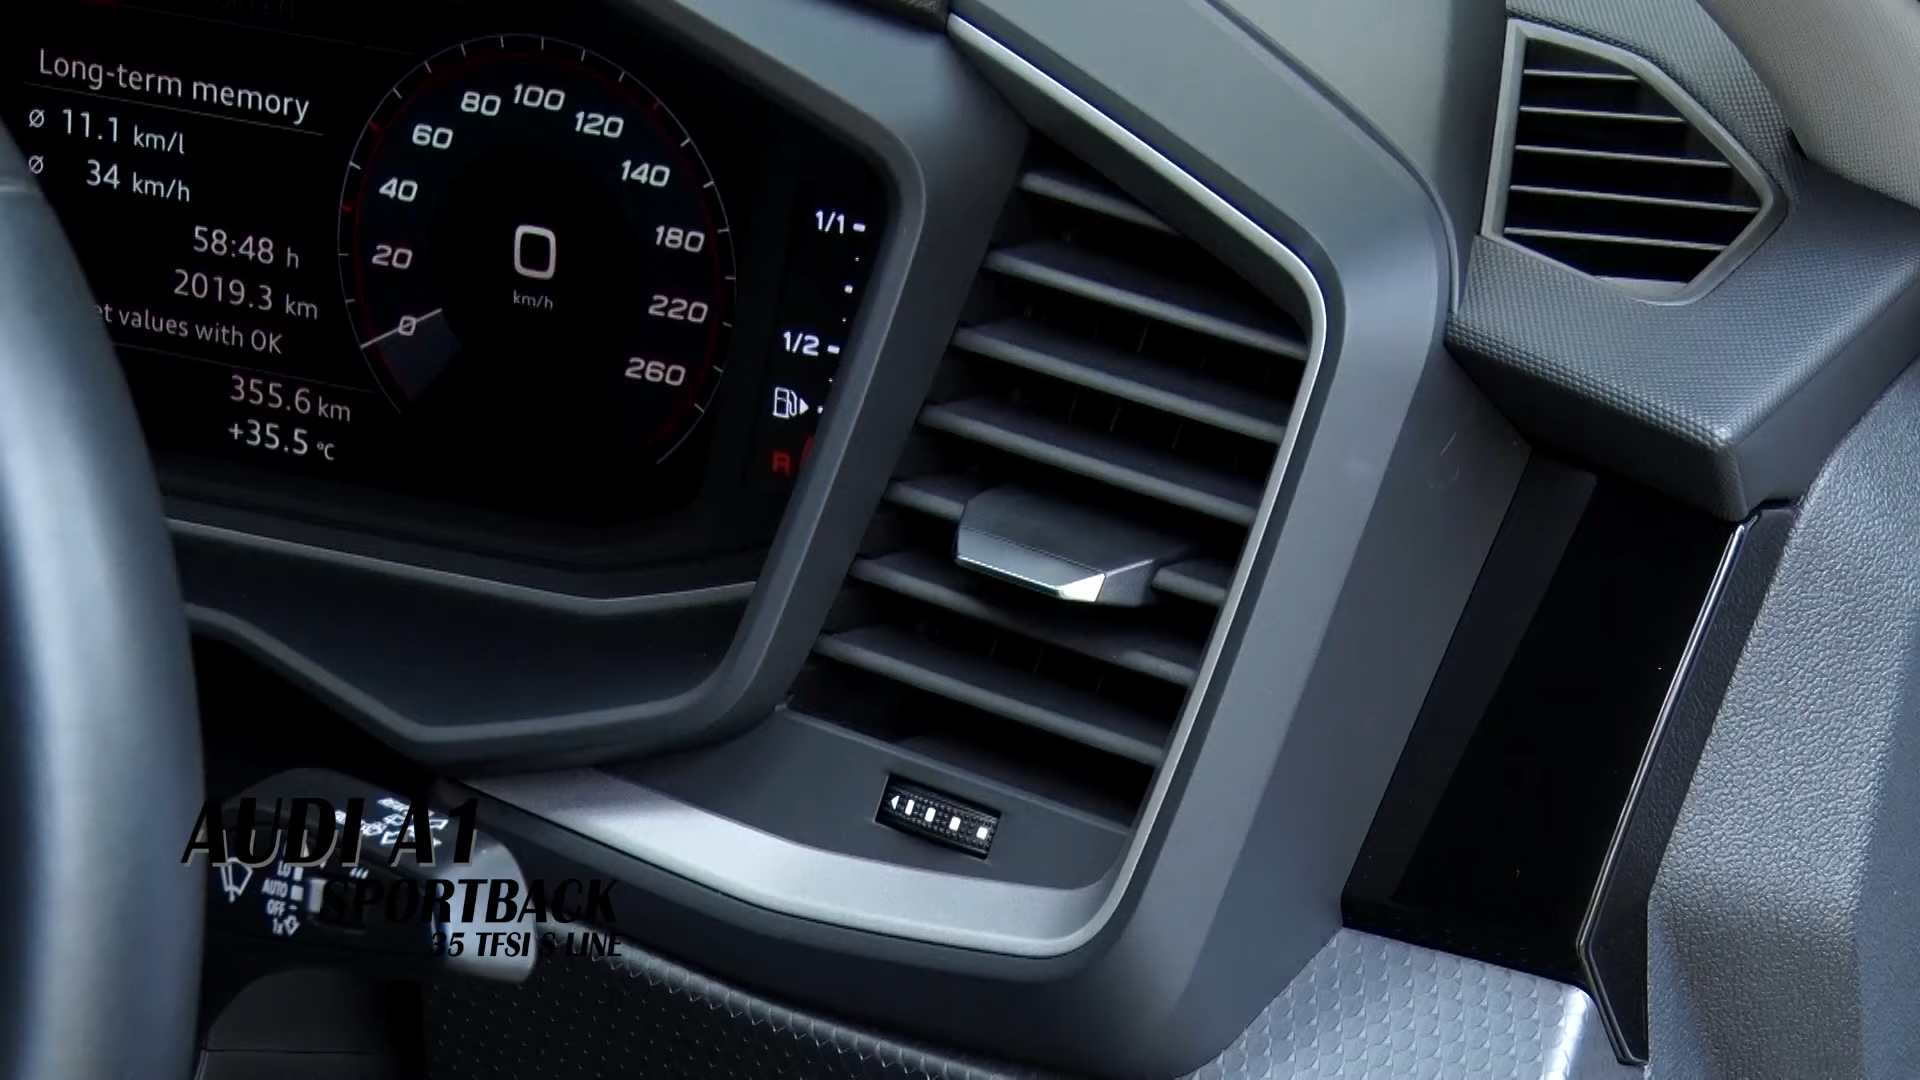 Long-term memory
ø 11.1 km/l
ø 34 km/h
58:48 h
2019.3 km
values with OK
355.6 km
+35.5 °C
0
20
40
60
80
100
120
140
180
220
260
0
km/h
1/1
1/2
R
AUDI A1
SPORTBACK
35 TFSI S LINE
LO
AUTO
OFF
1x